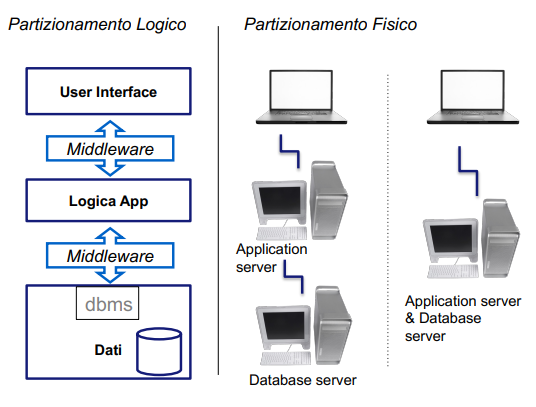 Partizionamento Logico
Partizionamento Fisico
User Interface
Middleware
Logica App
Middleware
dbms
Dati
Application
server
Database server
Application server
& Database
server